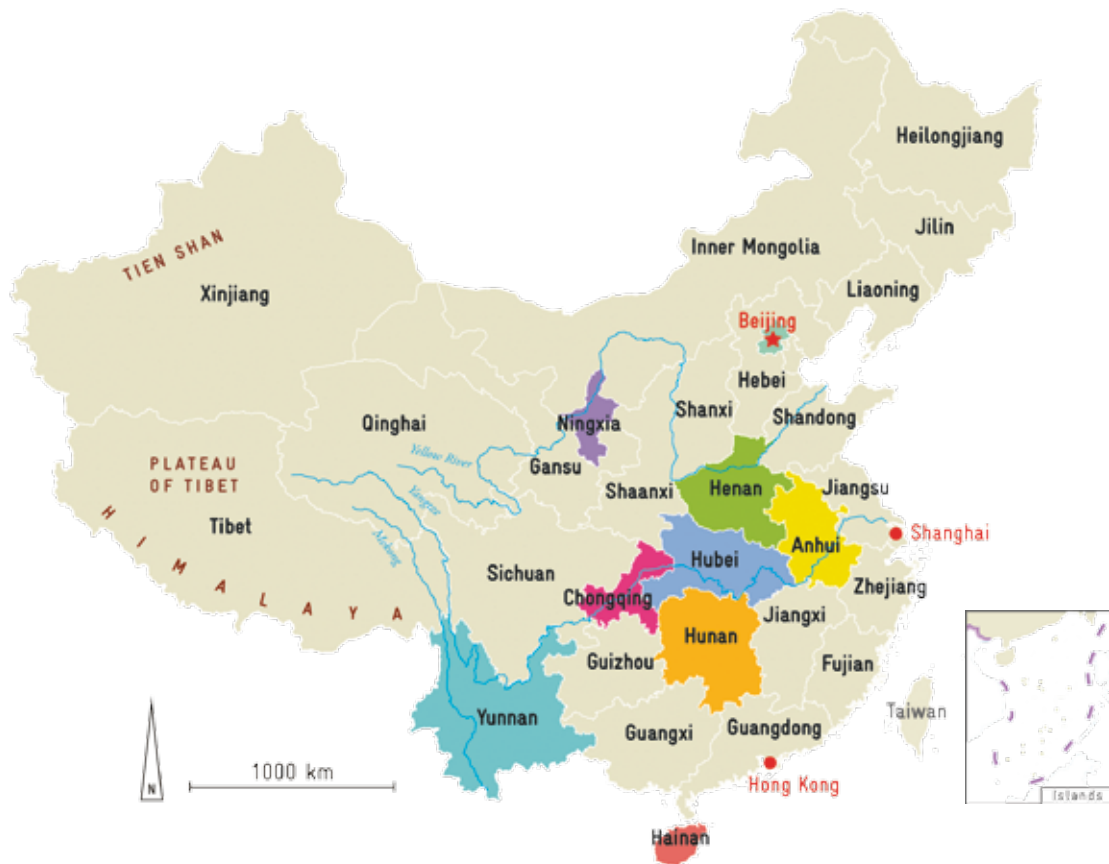 Heilongjiang
Jilin
Inner Mongolia
Liaoning
TIEN SHAN
Xinjiang
Beijing
Hebei
Shanxi
Shandong
Qinghai
Ningxia
Yellow River
Gansu
PLATEAU
OF TIBET
Shaanxi
Henan
Jiangsu
Yangtze
Tibet
Mekong
HIMALAYA
Shanghai
Anhui
Hubei
Sichuan
Zhejiang
Chongqing
Jiangxi
Hunan
Guizhou
Fujian
Yunnan
Taiwan
Guangxi
Guangdong
1000 km
N
Hong Kong
Islands
Hainan